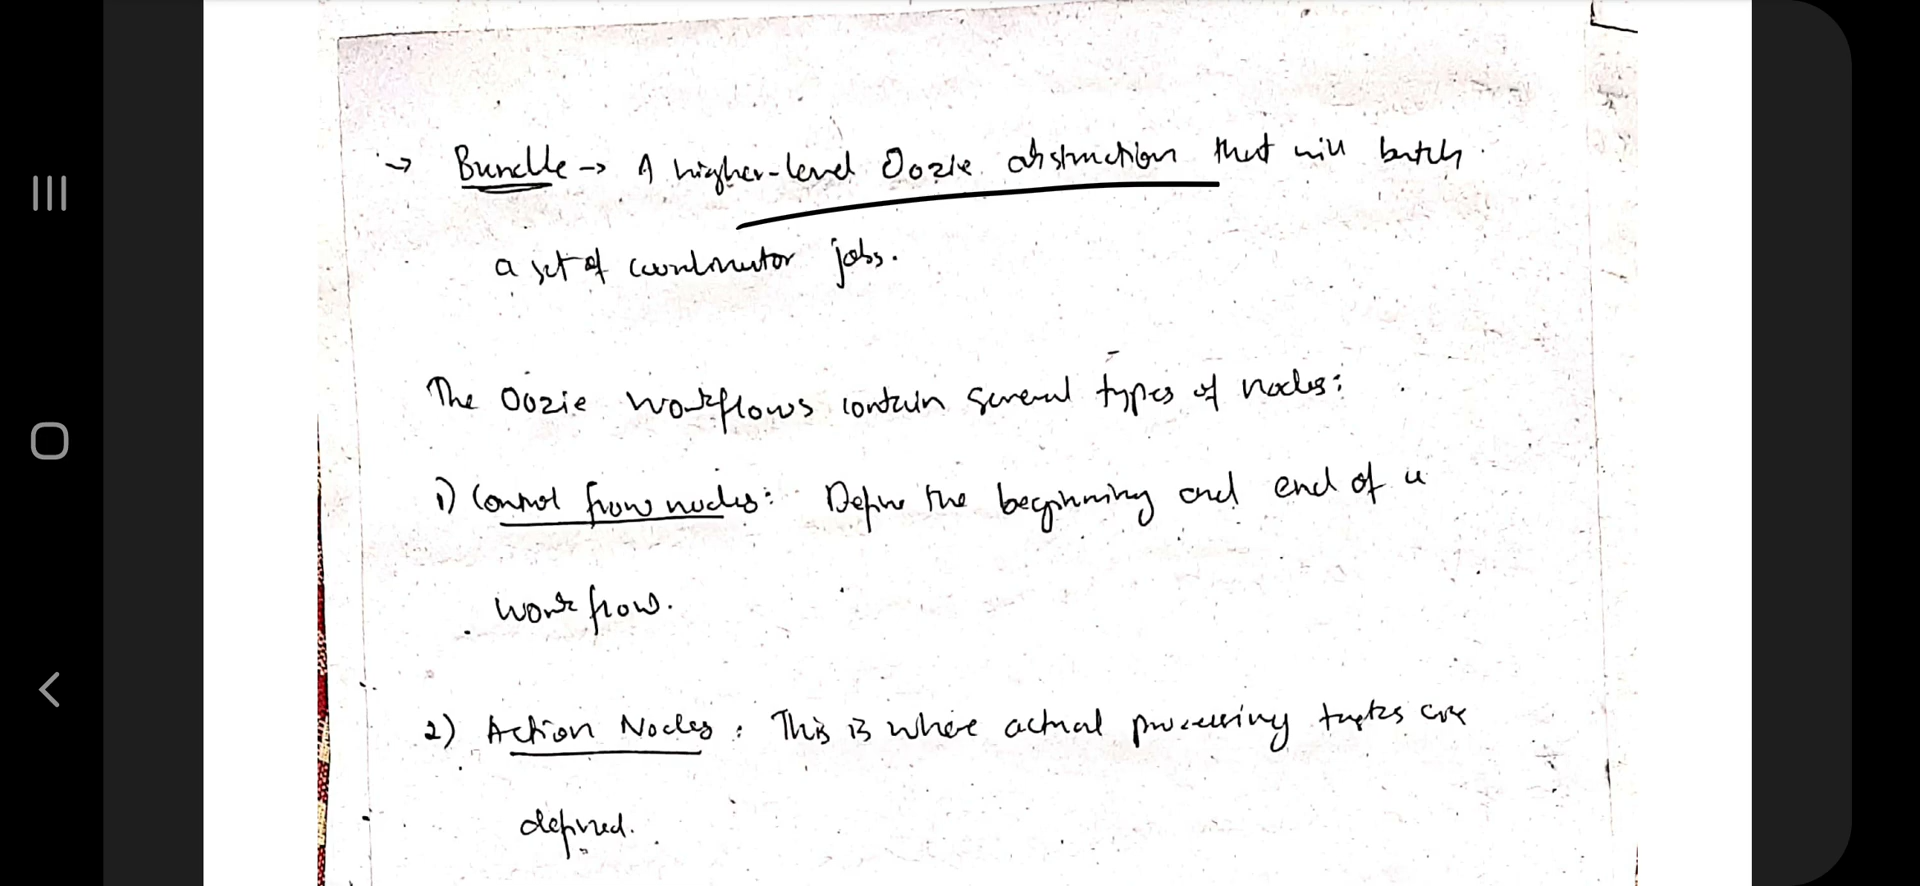 → Bundle → A higher-level Oozie abstraction that will batch
a set of coordinator jobs.
The Oozie workflows contain several types of nodes:
1) Control flow nodes: Define the beginning and end of a
workflow.
2) Action Nodes: This is where actual processing tasks are
defined.